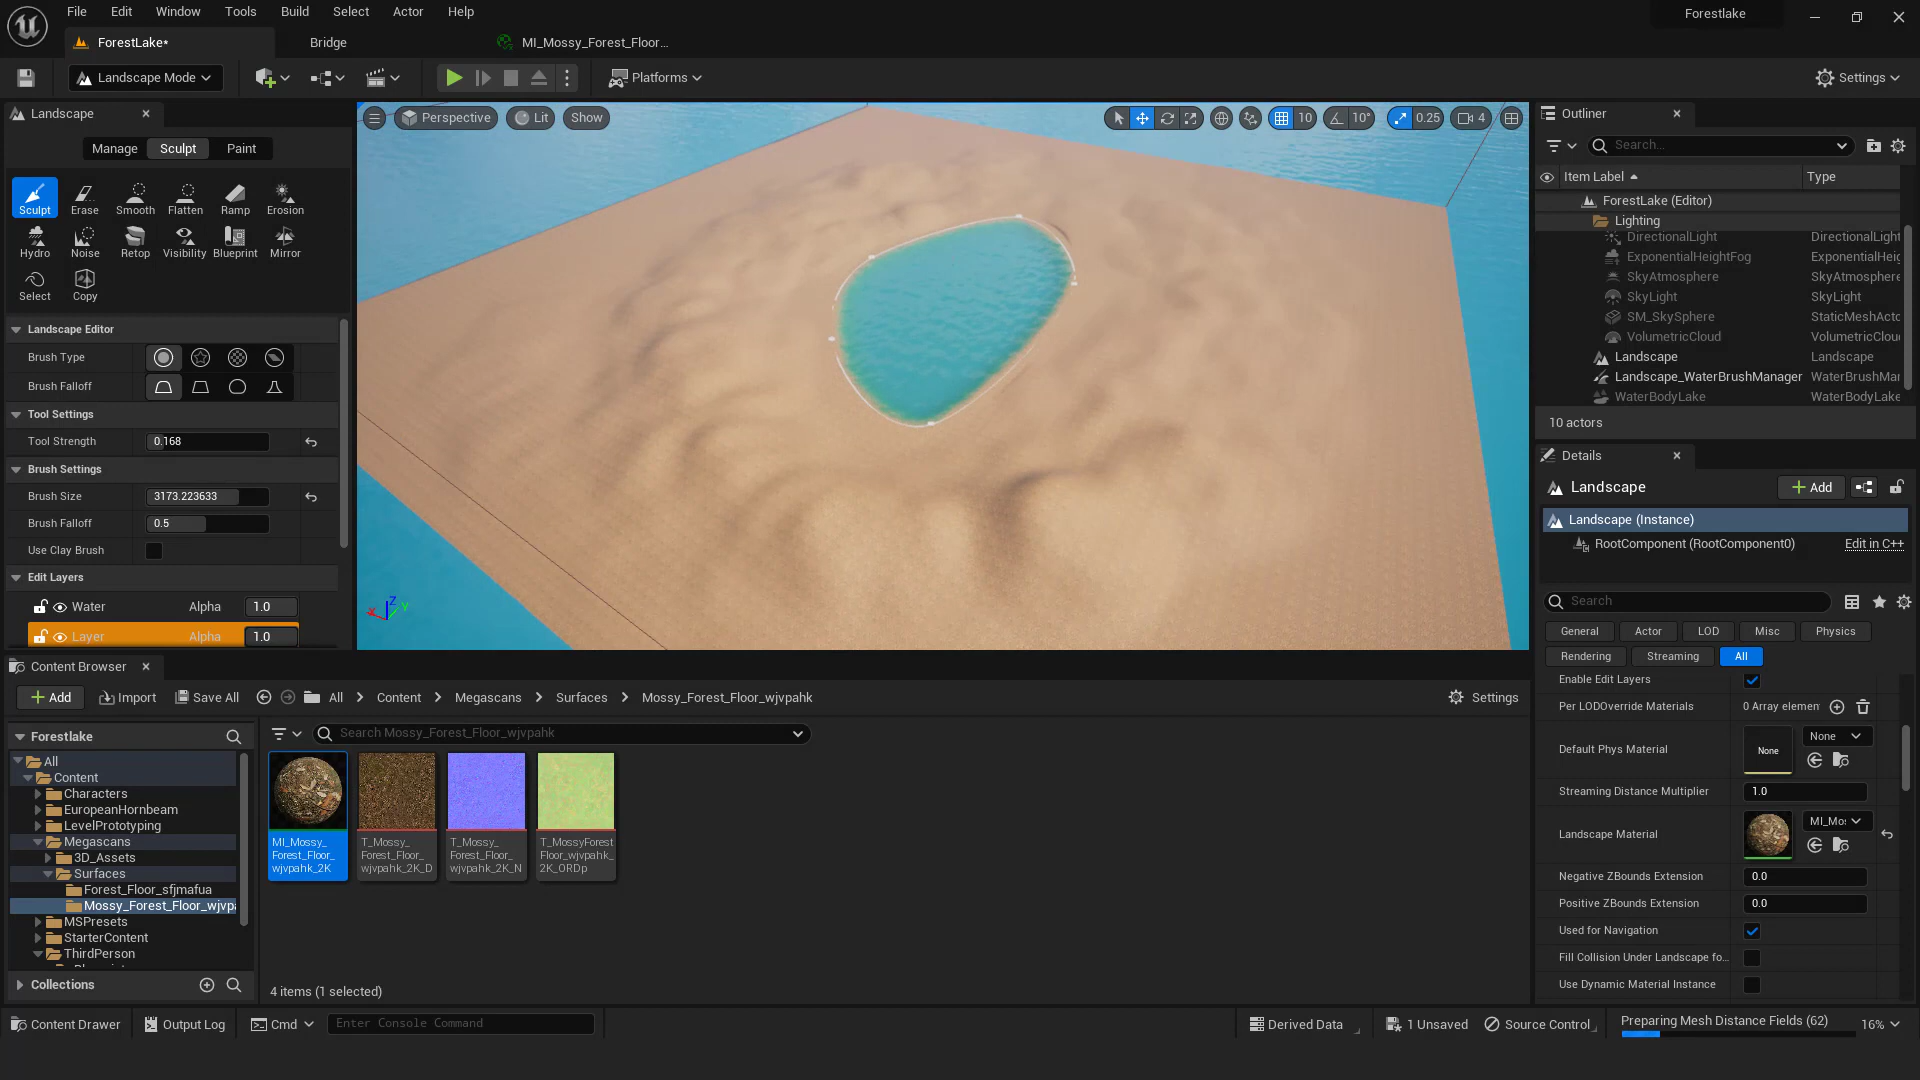 File Edit Window Tools Build Select Actor Help
Forestlake
ForestLake*
Bridge
MI_Mossy_Forest_Floor...
Landscape Mode
Platforms
Settings
Landscape
Manage Sculpt Paint
Sculpt Erase Smooth Flatten Ramp Erosion
Hydro Noise Retop Visibility Blueprint Mirror
Select Copy
Landscape Editor
Brush Type
Brush Falloff
Tool Settings
Tool Strength 0.168
Brush Settings
Brush Size 3173.223633
Brush Falloff 0.5
Use Clay Brush
Edit Layers
Water Alpha 1.0
Layer Alpha 1.0
Perspective Lit Show
10 10° 0.25 4
X Z Y
Outliner
Search...
Item Label Type
ForestLake (Editor)
Lighting
DirectionalLight DirectionalLight
ExponentialHeightFog ExponentialHeig
SkyAtmosphere SkyAtmosphere
SkyLight SkyLight
SM_SkySphere StaticMeshActo
VolumetricCloud VolumetricClou
Landscape Landscape
Landscape_WaterBrushManager WaterBrushMan
WaterBodyLake WaterBodyLake
10 actors
Details
Landscape
Add
Landscape (Instance)
RootComponent (RootComponent0) Edit in C++
Search
General Actor LOD Misc Physics
Rendering Streaming All
Enable Edit Layers
Per LODOverride Materials 0 Array elemen
Default Phys Material None None
Streaming Distance Multiplier 1.0
Landscape Material MI_Mos
Negative ZBounds Extension 0.0
Positive ZBounds Extension 0.0
Used for Navigation
Fill Collision Under Landscape fo...
Use Dynamic Material Instance
Content Browser
Add Import Save All All Content Megascans Surfaces Mossy_Forest_Floor_wjvpahk Settings
Forestlake
Search Mossy_Forest_Floor_wjvpahk
All
Content
Characters
EuropeanHornbeam
LevelPrototyping
Megascans
3D_Assets
Surfaces
Forest_Floor_sfjmafua
Mossy_Forest_Floor_wjvpa
MSPresets
StarterContent
ThirdPerson
Collections
MI_Mossy_
Forest_Floor_
wjvpahk_2K
T_Mossy_
Forest_Floor_
wjvpahk_2K_D
T_Mossy_
Forest_Floor_
wjvpahk_2K_N
T_MossyForest
Floor_wjvpahk_
2K_ORDp
4 items (1 selected)
Content Drawer Output Log Cmd Enter Console Command
Derived Data 1 Unsaved Source Control Preparing Mesh Distance Fields (62) 16%